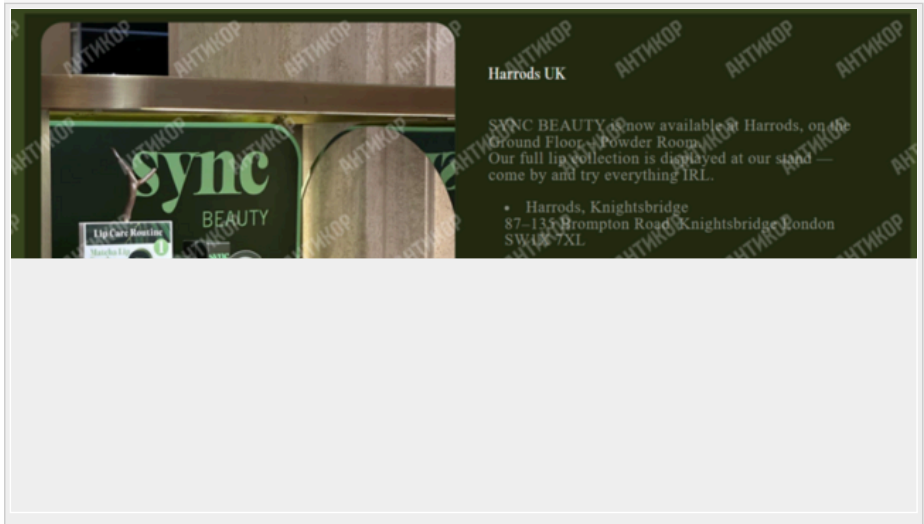 sync
BEAUTY
Lip Care Routine
1
Harrods UK
SYNC BEAUTY is now available at Harrods, on the
Ground Floor – Powder Room.
Our full lip collection is displayed at our stand —
come by and try everything IRL.
• Harrods, Knightsbridge
87–135 Brompton Road, Knightsbridge London
SW1X 7XL
АНТИКОР